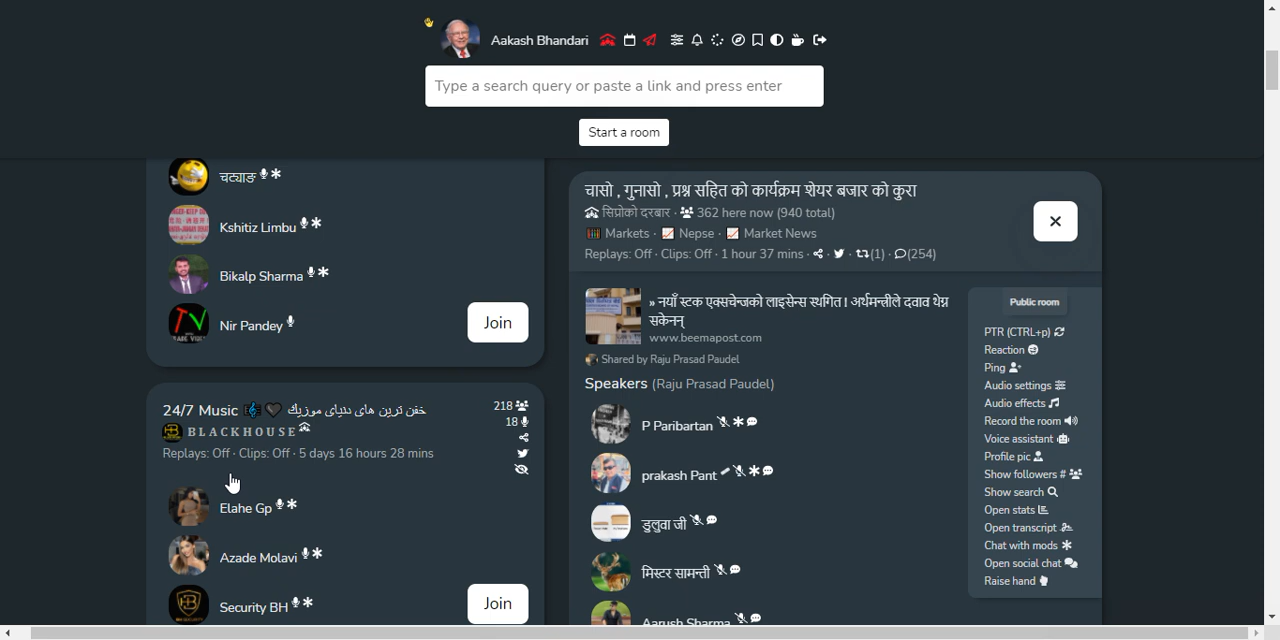 Aakash Bhandari
Type a search query or paste a link and press enter
Start a room
चट्याङ
Kshitiz Limbu
Bikalp Sharma
Nir Pandey
Join
24/7 Music خفن ترین های دنیای موزیک
218
BLACKHOUSE
18
Replays: Off · Clips: Off · 5 days 16 hours 28 mins
Elahe Gp
Azade Molavi
Security BH
Join
चासो , गुनासो , प्रश्न सहित को कार्यक्रम शेयर बजार को कुरा
सिप्रोको दरबार · 362 here now (940 total)
Markets · Nepse · Market News
Replays: Off · Clips: Off · 1 hour 37 mins · · · (1) · (254)
» नयाँ स्टक एक्सचेन्जको लाइसेन्स स्थगित । अर्थमन्त्रीले दवाव थेग्न
सकेनन्
www.beemapost.com
Shared by Raju Prasad Paudel
Speakers (Raju Prasad Paudel)
P Paribartan
prakash Pant
डुलुवा जी
मिस्टर सामन्ती
Aarush Sharma
Public room
PTR (CTRL+p)
Reaction
Ping
Audio settings
Audio effects
Record the room
Voice assistant
Profile pic
Show followers #
Show search
Open stats
Open transcript
Chat with mods
Open social chat
Raise hand